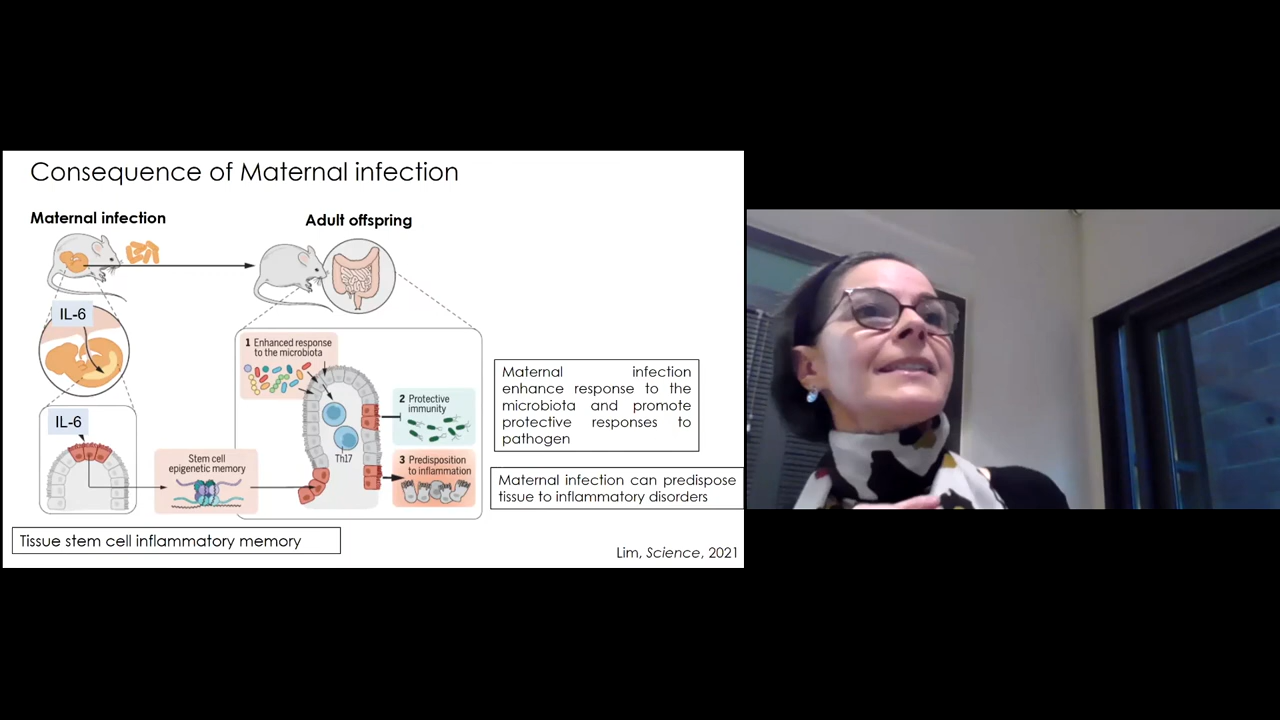 Consequence of Maternal infection
Maternal infection
Adult offspring
IL-6
IL-6
Stem cell
epigenetic memory
1 Enhanced response
to the microbiota
Th17
2 Protective
immunity
3 Predisposition
to inflammation
Maternal infection
enhance response to the
microbiota and promote
protective responses to
pathogen
Maternal infection can predispose
tissue to inflammatory disorders
Tissue stem cell inflammatory memory
Lim, Science, 2021